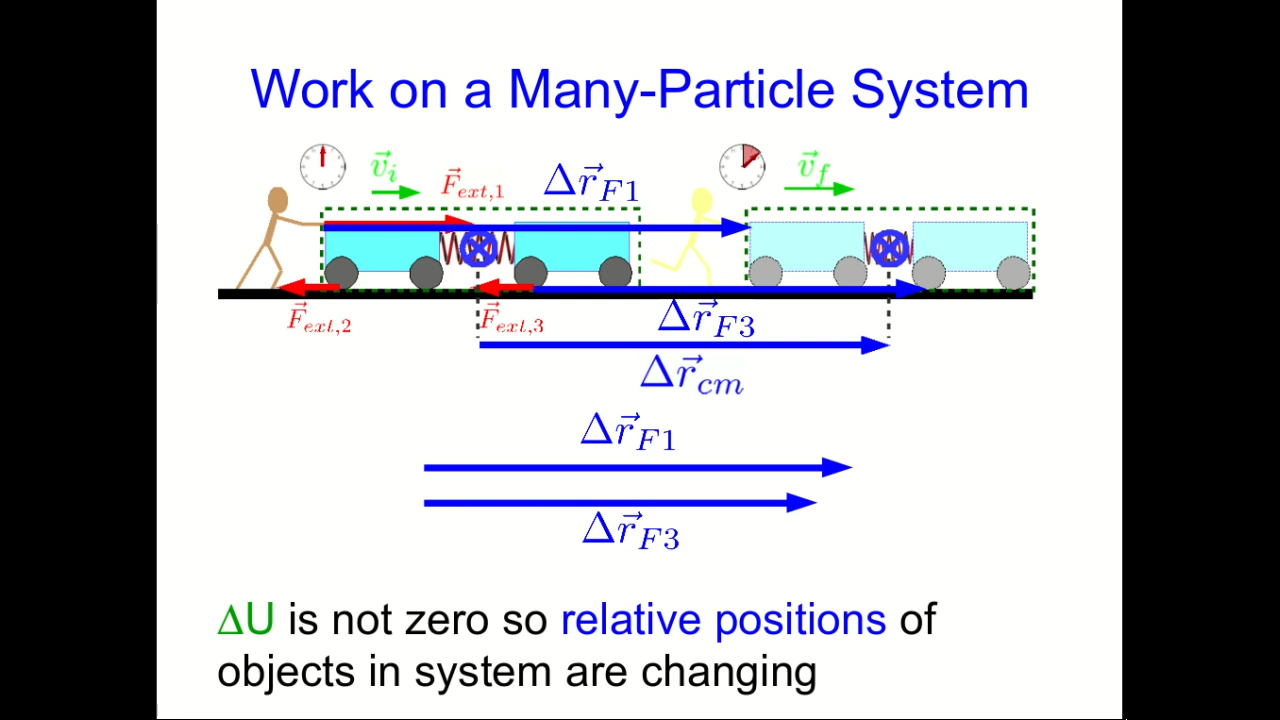 Work on a Many-Particle System
v⃗i
F⃗ext,1
Δr⃗F1
v⃗f
F⃗ext,2
F⃗ext,3
Δr⃗F3
Δr⃗cm
Δr⃗F1
Δr⃗F3
ΔU is not zero so relative positions of
objects in system are changing